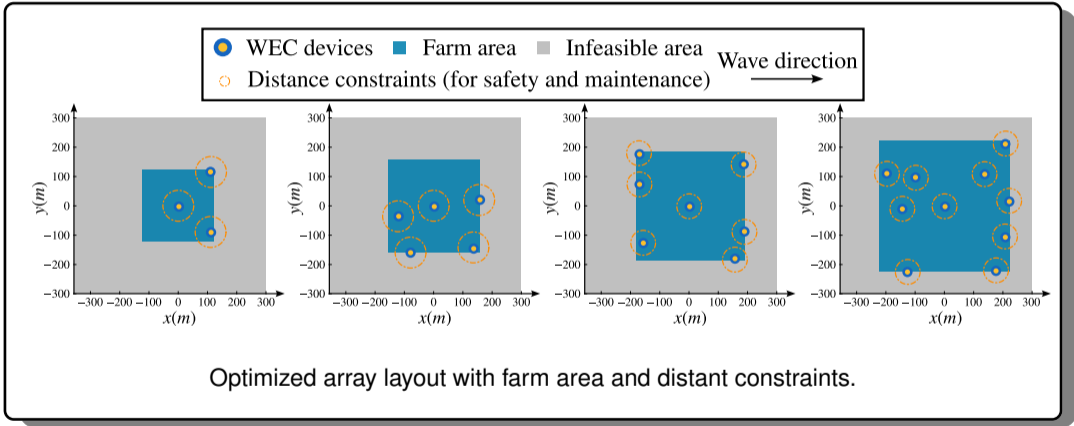 WEC devices Farm area Infeasible area Wave direction
Distance constraints (for safety and maintenance)
300 200 100 0 −100 −200 −300
y(m)
−300 −200 −100 0 100 200 300
x(m)
300 200 100 0 −100 −200 −300
y(m)
−300 −200 −100 0 100 200 300
x(m)
300 200 100 0 −100 −200 −300
y(m)
−300 −200 −100 0 100 200 300
x(m)
300 200 100 0 −100 −200 −300
y(m)
−300 −200 −100 0 100 200 300
x(m)
Optimized array layout with farm area and distant constraints.